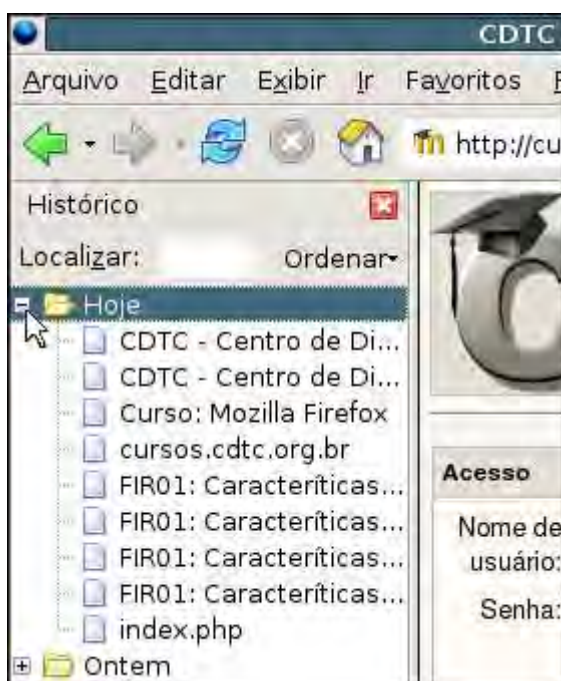 CDTC
Arquivo Editar Exibir Ir Favoritos
http://cu
Histórico
Localizar: Ordenar
Hoje
CDTC - Centro de Di...
CDTC - Centro de Di...
Curso: Mozilla Firefox
cursos.cdtc.org.br
FIR01: Caracteríticas...
FIR01: Caracteríticas...
FIR01: Caracteríticas...
FIR01: Caracteríticas...
index.php
Ontem
Acesso
Nome de
usuário:
Senha: